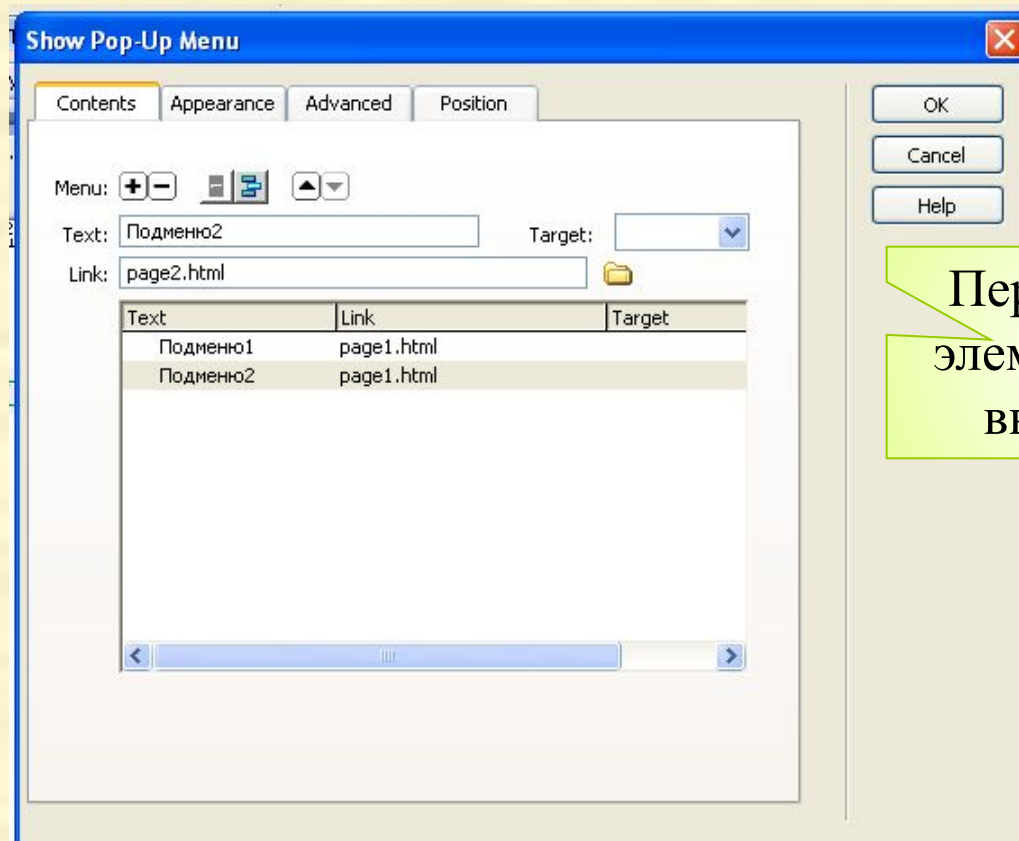 Show Pop-Up Menu
Contents Appearance Advanced Position
OK
Cancel
Help
Menu:
Text: Подменю2 Target:
Link: page2.html
Text Link Target
Подменю1 page1.html
Подменю2 page1.html